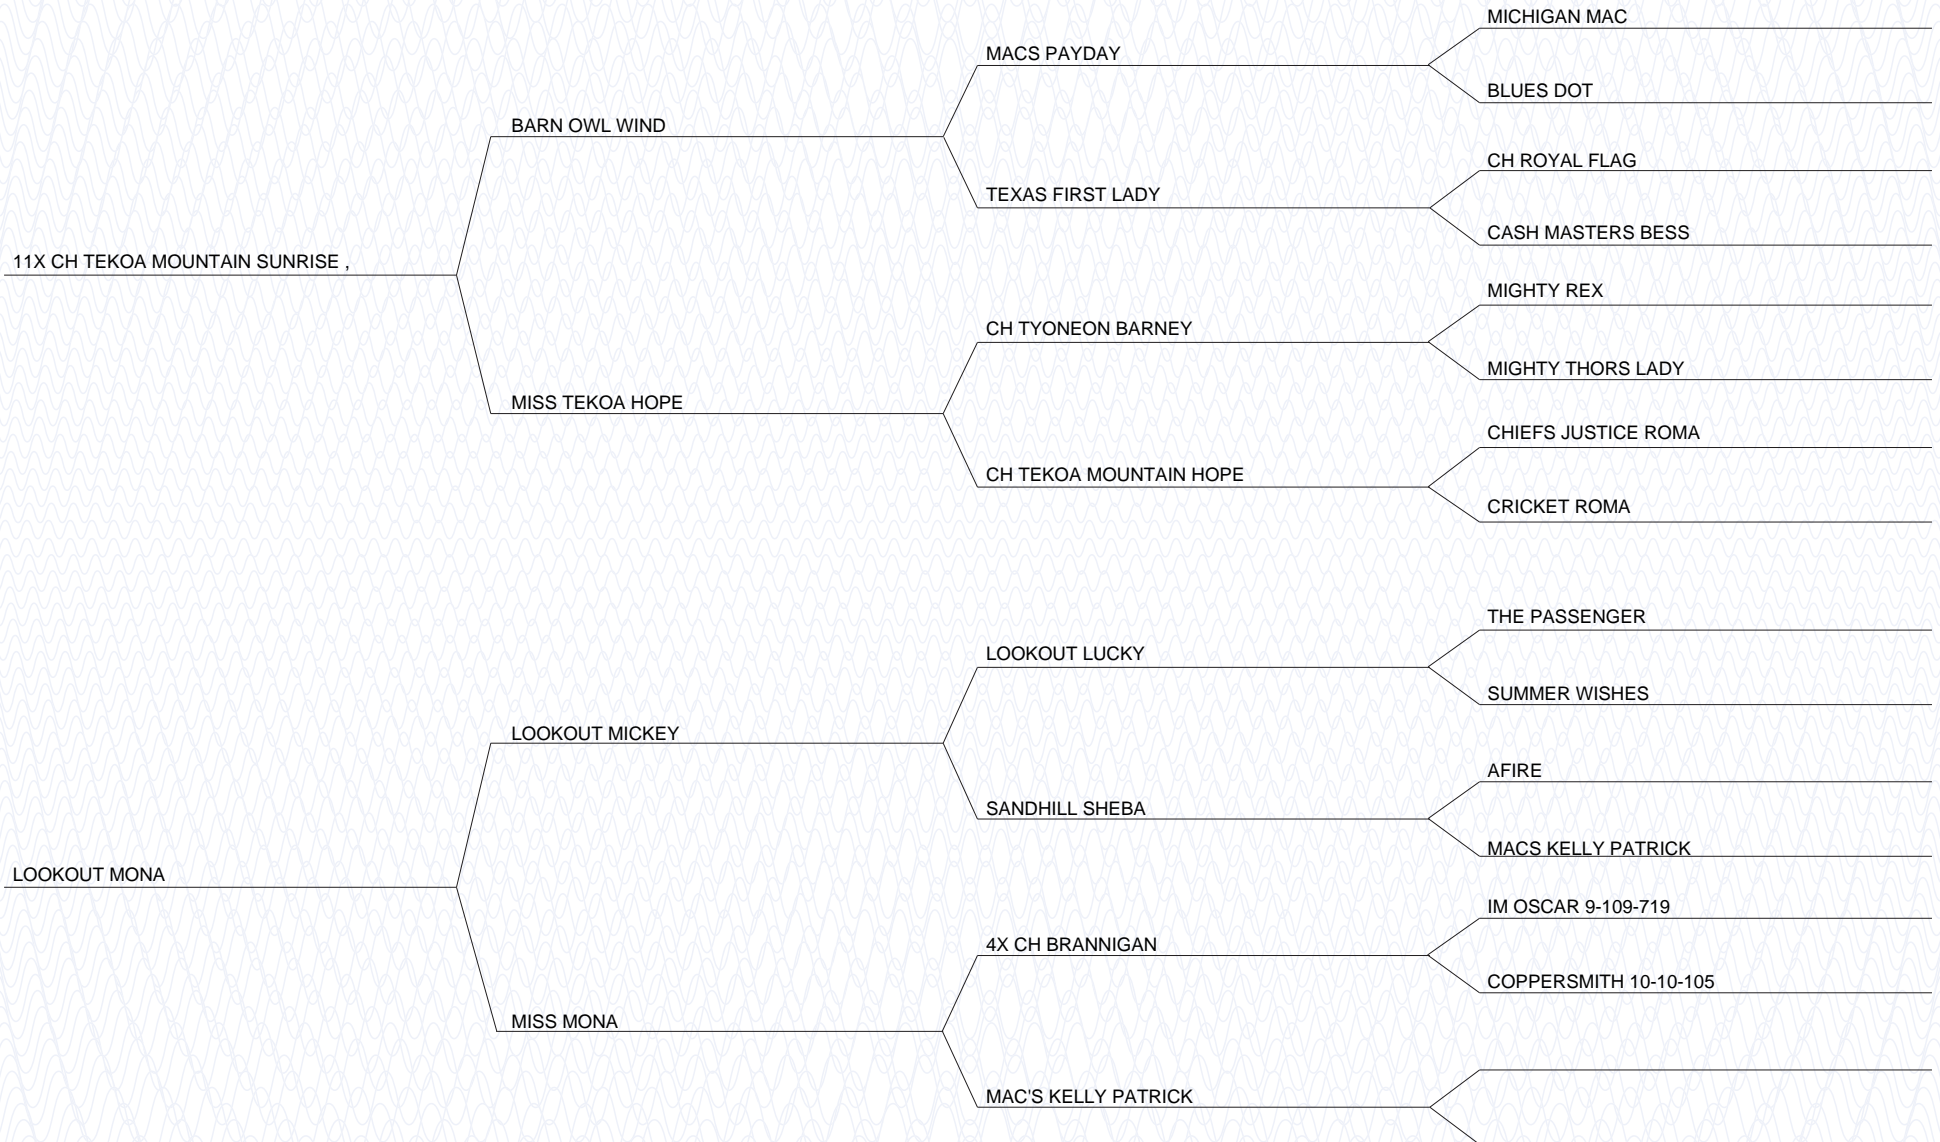 MICHIGAN MAC
MACS PAYDAY
BLUES DOT
BARN OWL WIND
CH ROYAL FLAG
TEXAS FIRST LADY
CASH MASTERS BESS
11X CH TEKOA MOUNTAIN SUNRISE ,
MIGHTY REX
CH TYONEON BARNEY
MIGHTY THORS LADY
MISS TEKOA HOPE
CHIEFS JUSTICE ROMA
CH TEKOA MOUNTAIN HOPE
CRICKET ROMA
THE PASSENGER
LOOKOUT LUCKY
SUMMER WISHES
LOOKOUT MICKEY
AFIRE
SANDHILL SHEBA
MACS KELLY PATRICK
LOOKOUT MONA
IM OSCAR 9-109-719
4X CH BRANNIGAN
COPPERSMITH 10-10-105
MISS MONA
MAC'S KELLY PATRICK